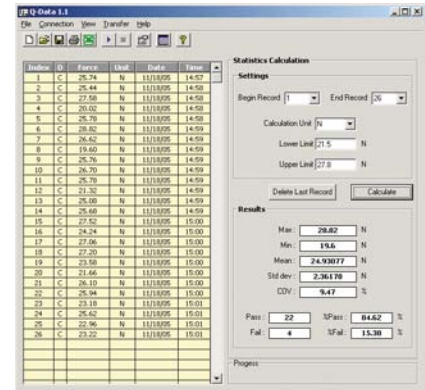 Q-Data 1.1
File Connection View Transfer Help
Index D Force Unit Date Time
1 C 25.74 N 11/18/05 14:57
2 C 25.44 N 11/18/05 14:58
3 C 27.58 N 11/18/05 14:58
4 C 20.02 N 11/18/05 14:58
5 C 25.78 N 11/18/05 14:58
6 C 28.82 N 11/18/05 14:59
7 C 26.62 N 11/18/05 14:59
8 C 19.60 N 11/18/05 14:59
9 C 25.76 N 11/18/05 14:59
10 C 26.70 N 11/18/05 14:59
11 C 25.78 N 11/18/05 14:59
12 C 21.32 N 11/18/05 14:59
13 C 25.08 N 11/18/05 14:59
14 C 25.68 N 11/18/05 14:59
15 C 27.52 N 11/18/05 15:00
16 C 24.24 N 11/18/05 15:00
17 C 27.06 N 11/18/05 15:00
18 C 27.20 N 11/18/05 15:00
19 C 23.58 N 11/18/05 15:00
20 C 21.66 N 11/18/05 15:00
21 C 26.10 N 11/18/05 15:00
22 C 25.94 N 11/18/05 15:00
23 C 23.18 N 11/18/05 15:01
24 C 25.62 N 11/18/05 15:01
25 C 22.96 N 11/18/05 15:01
26 C 23.22 N 11/18/05 15:01
Statistics Calculation
Settings
Begin Record 1 End Record 26
Calculation Unit N
Lower Limit 21.5 N
Upper Limit 27.8 N
Delete Last Record Calculate
Results
Max : 28.82 N
Min : 19.6 N
Mean : 24.93077 N
Std dev : 2.36170 N
COV : 9.47 %
Pass : 22 %Pass : 84.62 %
Fail : 4 %Fail : 15.38 %
Progess